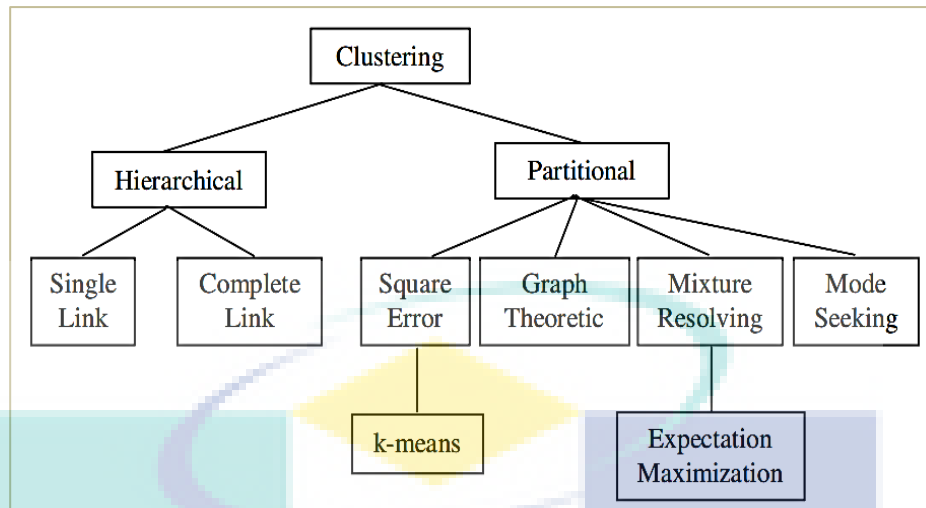 Clustering
Hierarchical
Partitional
Single
Link
Complete
Link
Square
Error
Graph
Theoretic
Mixture
Resolving
Mode
Seeking
k-means
Expectation
Maximization